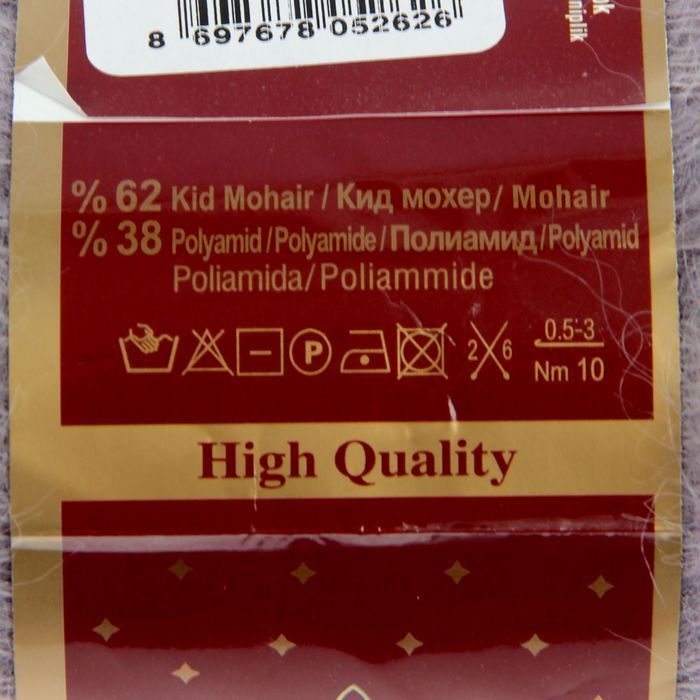 8 697678 052626
% 62 Kid Mohair / Кид мохер/ Mohair
% 38 Polyamid /Polyamide/Полиамид/Polyamid
Poliamida/Poliammide
P
2 6
0.5-3
Nm 10
High Quality